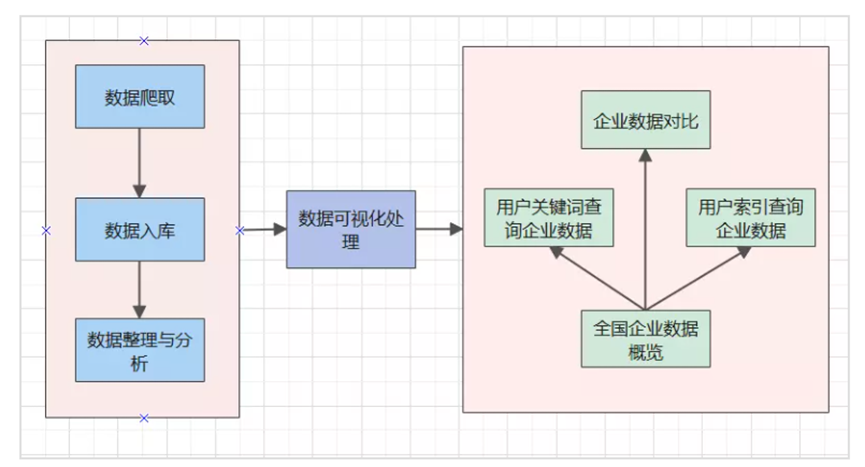 数据爬取
数据入库
数据整理与分
析
数据可视化处
理
企业数据对比
用户关键词查
询企业数据
用户索引查询
企业数据
全国企业数据
概览